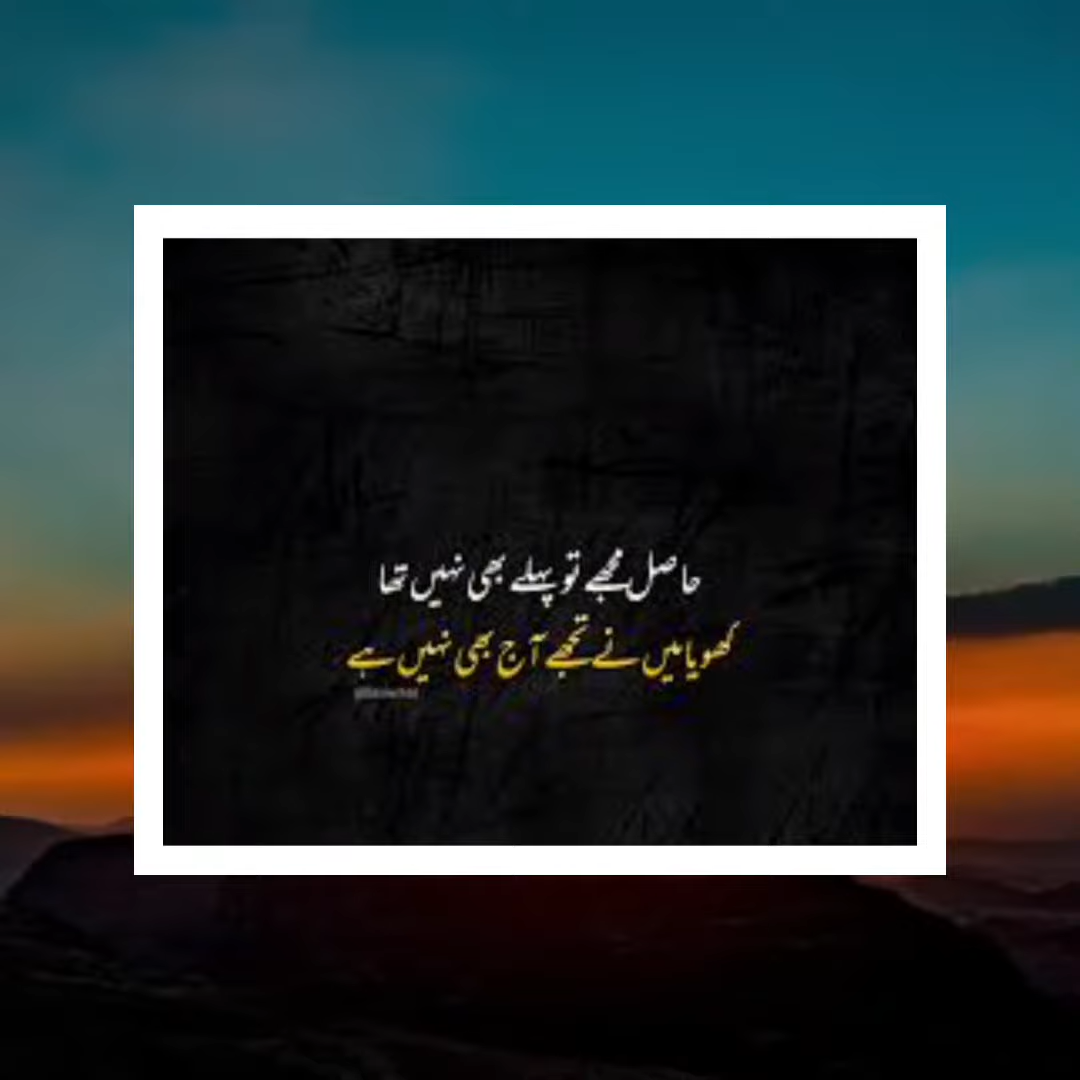 حاصل مجھے تو پہلے بھی نہیں تھا
کھویا میں نے تجھے آج بھی نہیں ہے